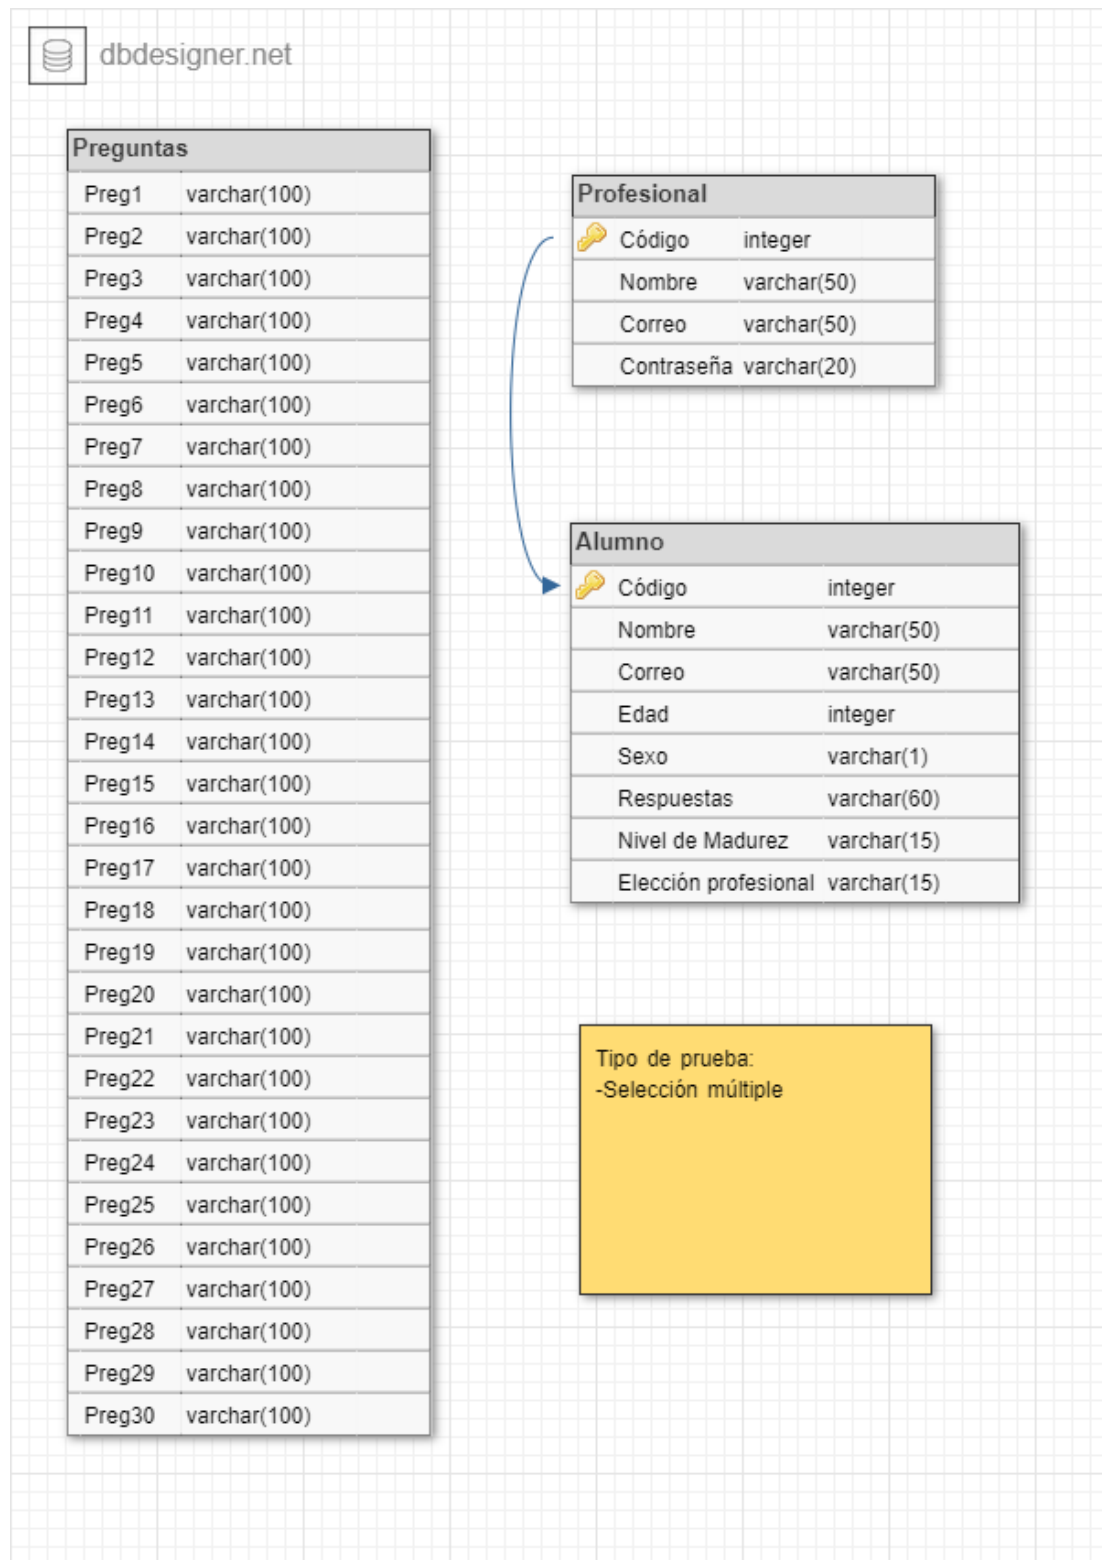 dbdesigner.net
Preguntas
Preg1 varchar(100)
Preg2 varchar(100)
Preg3 varchar(100)
Preg4 varchar(100)
Preg5 varchar(100)
Preg6 varchar(100)
Preg7 varchar(100)
Preg8 varchar(100)
Preg9 varchar(100)
Preg10 varchar(100)
Preg11 varchar(100)
Preg12 varchar(100)
Preg13 varchar(100)
Preg14 varchar(100)
Preg15 varchar(100)
Preg16 varchar(100)
Preg17 varchar(100)
Preg18 varchar(100)
Preg19 varchar(100)
Preg20 varchar(100)
Preg21 varchar(100)
Preg22 varchar(100)
Preg23 varchar(100)
Preg24 varchar(100)
Preg25 varchar(100)
Preg26 varchar(100)
Preg27 varchar(100)
Preg28 varchar(100)
Preg29 varchar(100)
Preg30 varchar(100)
Profesional
Código integer
Nombre varchar(50)
Correo varchar(50)
Contraseña varchar(20)
Alumno
Código integer
Nombre varchar(50)
Correo varchar(50)
Edad integer
Sexo varchar(1)
Respuestas varchar(60)
Nivel de Madurez varchar(15)
Elección profesional varchar(15)
Tipo de prueba:
-Selección múltiple